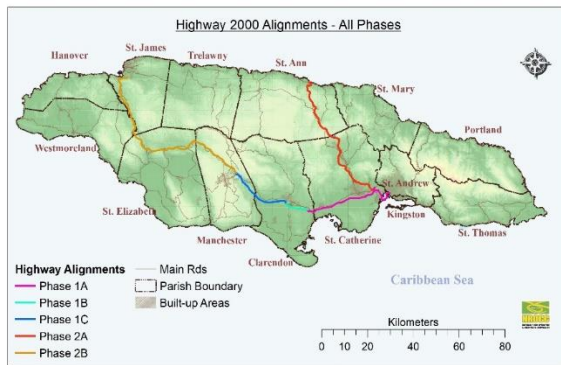 Highway 2000 Alignments - All Phases
Hanover
St. James
Trelawny
St. Ann
St. Mary
Portland
Westmoreland
St. Elizabeth
St. Andrew
Kingston
St. Thomas
Manchester
St. Catherine
Clarendon
Caribbean Sea
Highway Alignments
Phase 1A
Phase 1B
Phase 1C
Phase 2A
Phase 2B
Main Rds
Parish Boundary
Built-up Areas
Kilometers
0 5 10 20 30 40 60 80